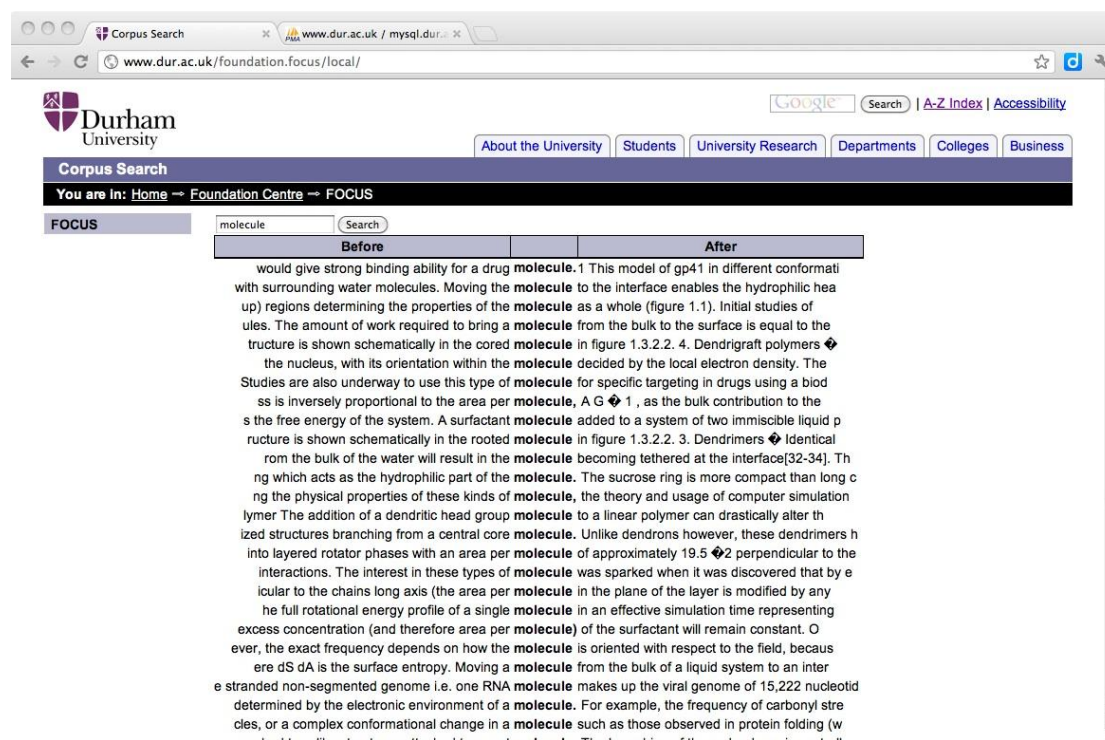 Corpus Search
www.dur.ac.uk / mysql.dur.
www.dur.ac.uk/foundation.focus/local/
Durham University
Google Search | A-Z Index | Accessibility
About the University Students University Research Departments Colleges Business
Corpus Search
You are in: Home → Foundation Centre → FOCUS
FOCUS
molecule Search
Before After
would give strong binding ability for a drug molecule.1 This model of gp41 in different conformati
with surrounding water molecules. Moving the molecule to the interface enables the hydrophilic hea
up) regions determining the properties of the molecule as a whole (figure 1.1). Initial studies of
ules. The amount of work required to bring a molecule from the bulk to the surface is equal to the
tructure is shown schematically in the cored molecule in figure 1.3.2.2. 4. Dendrigraft polymers �
the nucleus, with its orientation within the molecule decided by the local electron density. The
Studies are also underway to use this type of molecule for specific targeting in drugs using a biod
ss is inversely proportional to the area per molecule, A G � 1 , as the bulk contribution to the
s the free energy of the system. A surfactant molecule added to a system of two immiscible liquid p
ructure is shown schematically in the rooted molecule in figure 1.3.2.2. 3. Dendrimers � Identical
rom the bulk of the water will result in the molecule becoming tethered at the interface[32-34]. Th
ng which acts as the hydrophilic part of the molecule. The sucrose ring is more compact than long c
ng the physical properties of these kinds of molecule, the theory and usage of computer simulation
lymer The addition of a dendritic head group molecule to a linear polymer can drastically alter th
ized structures branching from a central core molecule. Unlike dendrons however, these dendrimers h
into layered rotator phases with an area per molecule of approximately 19.5 �2 perpendicular to the
interactions. The interest in these types of molecule was sparked when it was discovered that by e
icular to the chains long axis (the area per molecule in the plane of the layer is modified by any
he full rotational energy profile of a single molecule in an effective simulation time representing
excess concentration (and therefore area per molecule) of the surfactant will remain constant. O
ever, the exact frequency depends on how the molecule is oriented with respect to the field, becaus
ere dS dA is the surface entropy. Moving a molecule from the bulk of a liquid system to an inter
e stranded non-segmented genome i.e. one RNA molecule makes up the viral genome of 15,222 nucleotid
determined by the electronic environment of a molecule. For example, the frequency of carbonyl stre
cles, or a complex conformational change in a molecule such as those observed in protein folding (w